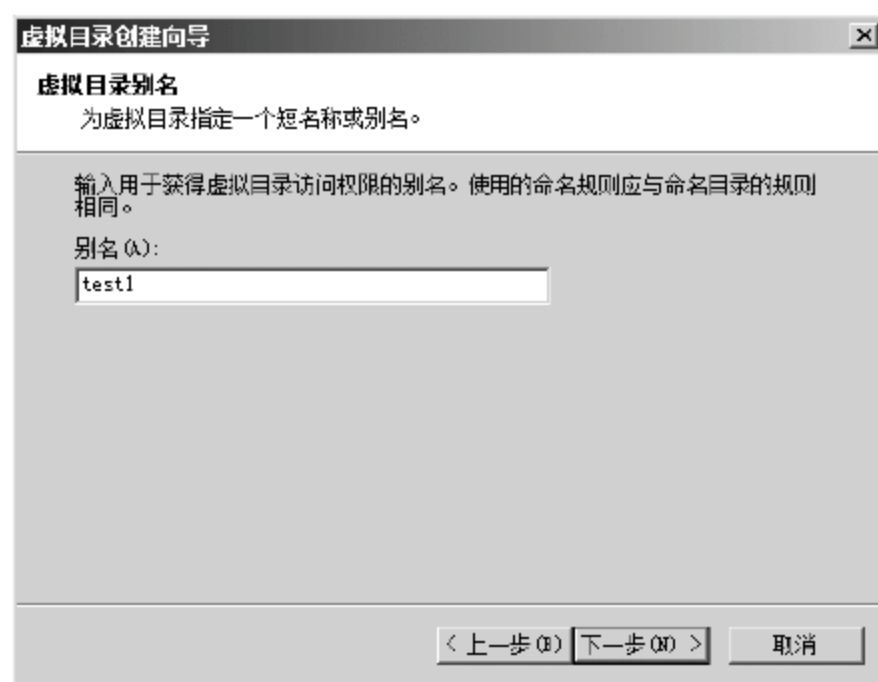 虚拟目录创建向导
虚拟目录别名
为虚拟目录指定一个短名称或别名。
输入用于获得虚拟目录访问权限的别名。使用的命名规则应与命名目录的规则
相同。
别名(A):
test1
< 上一步(B) 下一步(N) > 取消